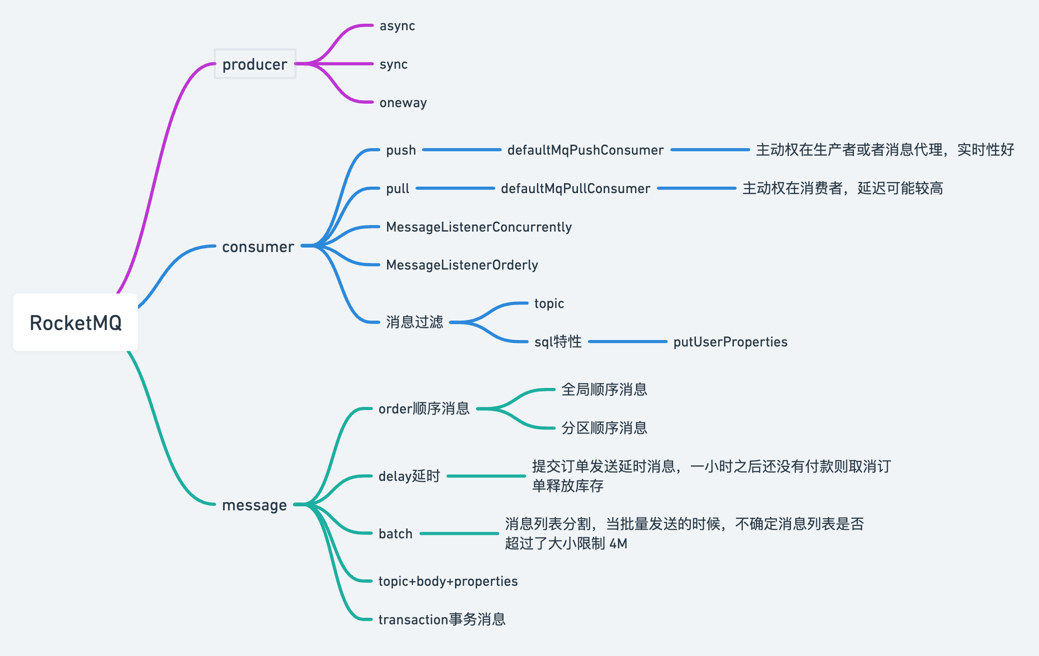 RocketMQ
producer
async
sync
oneway
consumer
push
defaultMqPushConsumer
主动权在生产者或者消息代理，实时性好
pull
defaultMqPullConsumer
主动权在消费者，延迟可能较高
MessageListenerConcurrently
MessageListenerOrderly
消息过滤
topic
sql特性
putUserProperties
message
order顺序消息
全局顺序消息
分区顺序消息
delay延时
提交订单发送延时消息，一小时之后还没有付款则取消订
单释放库存
batch
消息列表分割，当批量发送的时候，不确定消息列表是否
超过了大小限制 4M
topic+body+properties
transaction事务消息